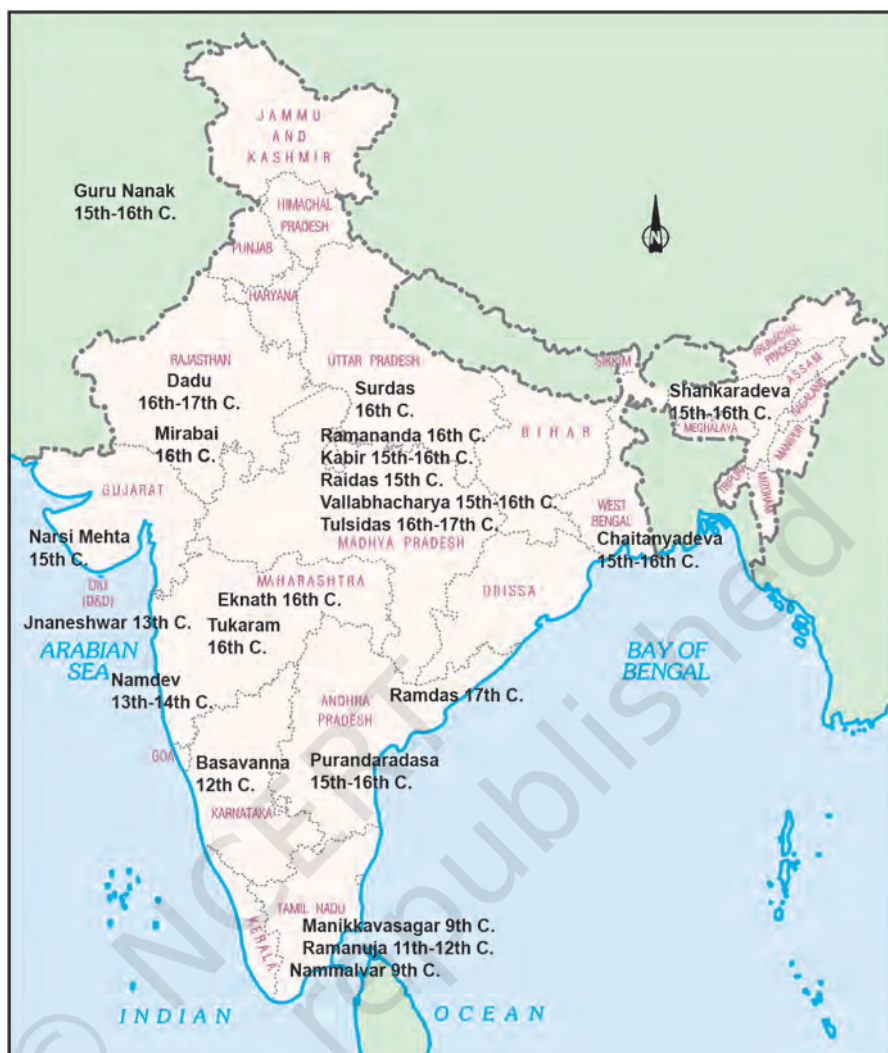 JAMMU
AND
KASHMIR
Guru Nanak
15th-16th C.
HIMACHAL
PRADESH
PUNJAB
N
HARYANA
ARUNACHAL
PRADESH
RAJASTHAN
UTTAR PRADESH
SIKKIM
ASSAM
Dadu
16th-17th C.
Surdas
16th C.
Shankaradeva
15th-16th C.
NAGALAND
MEGHALAYA
Mirabai
16th C.
Ramananda 16th C.
BIHAR
MANIPUR
Kabir 15th-16th C.
Raidas 15th C.
TRIPURA
MIZORAM
GUJARAT
Vallabhacharya 15th-16th C.
WEST
BENGAL
Tulsidas 16th-17th C.
Narsi Mehta
15th C.
MADHYA PRADESH
Chaitanyadeva
15th-16th C.
DIU
(D&D)
MAHARASHTRA
ORISSA
Eknath 16th C.
Jnaneshwar 13th C.
Tukaram
16th C.
ARABIAN
SEA
BAY OF
BENGAL
Namdev
13th-14th C.
Ramdas 17th C.
ANDHRA
PRADESH
GOA
Basavanna
12th C.
Purandaradasa
15th-16th C.
KARNATAKA
TAMIL NADU
KERALA
Manikkavasagar 9th C.
Ramanuja 11th-12th C.
Nammalvar 9th C.
INDIAN OCEAN
© NCERT
republished